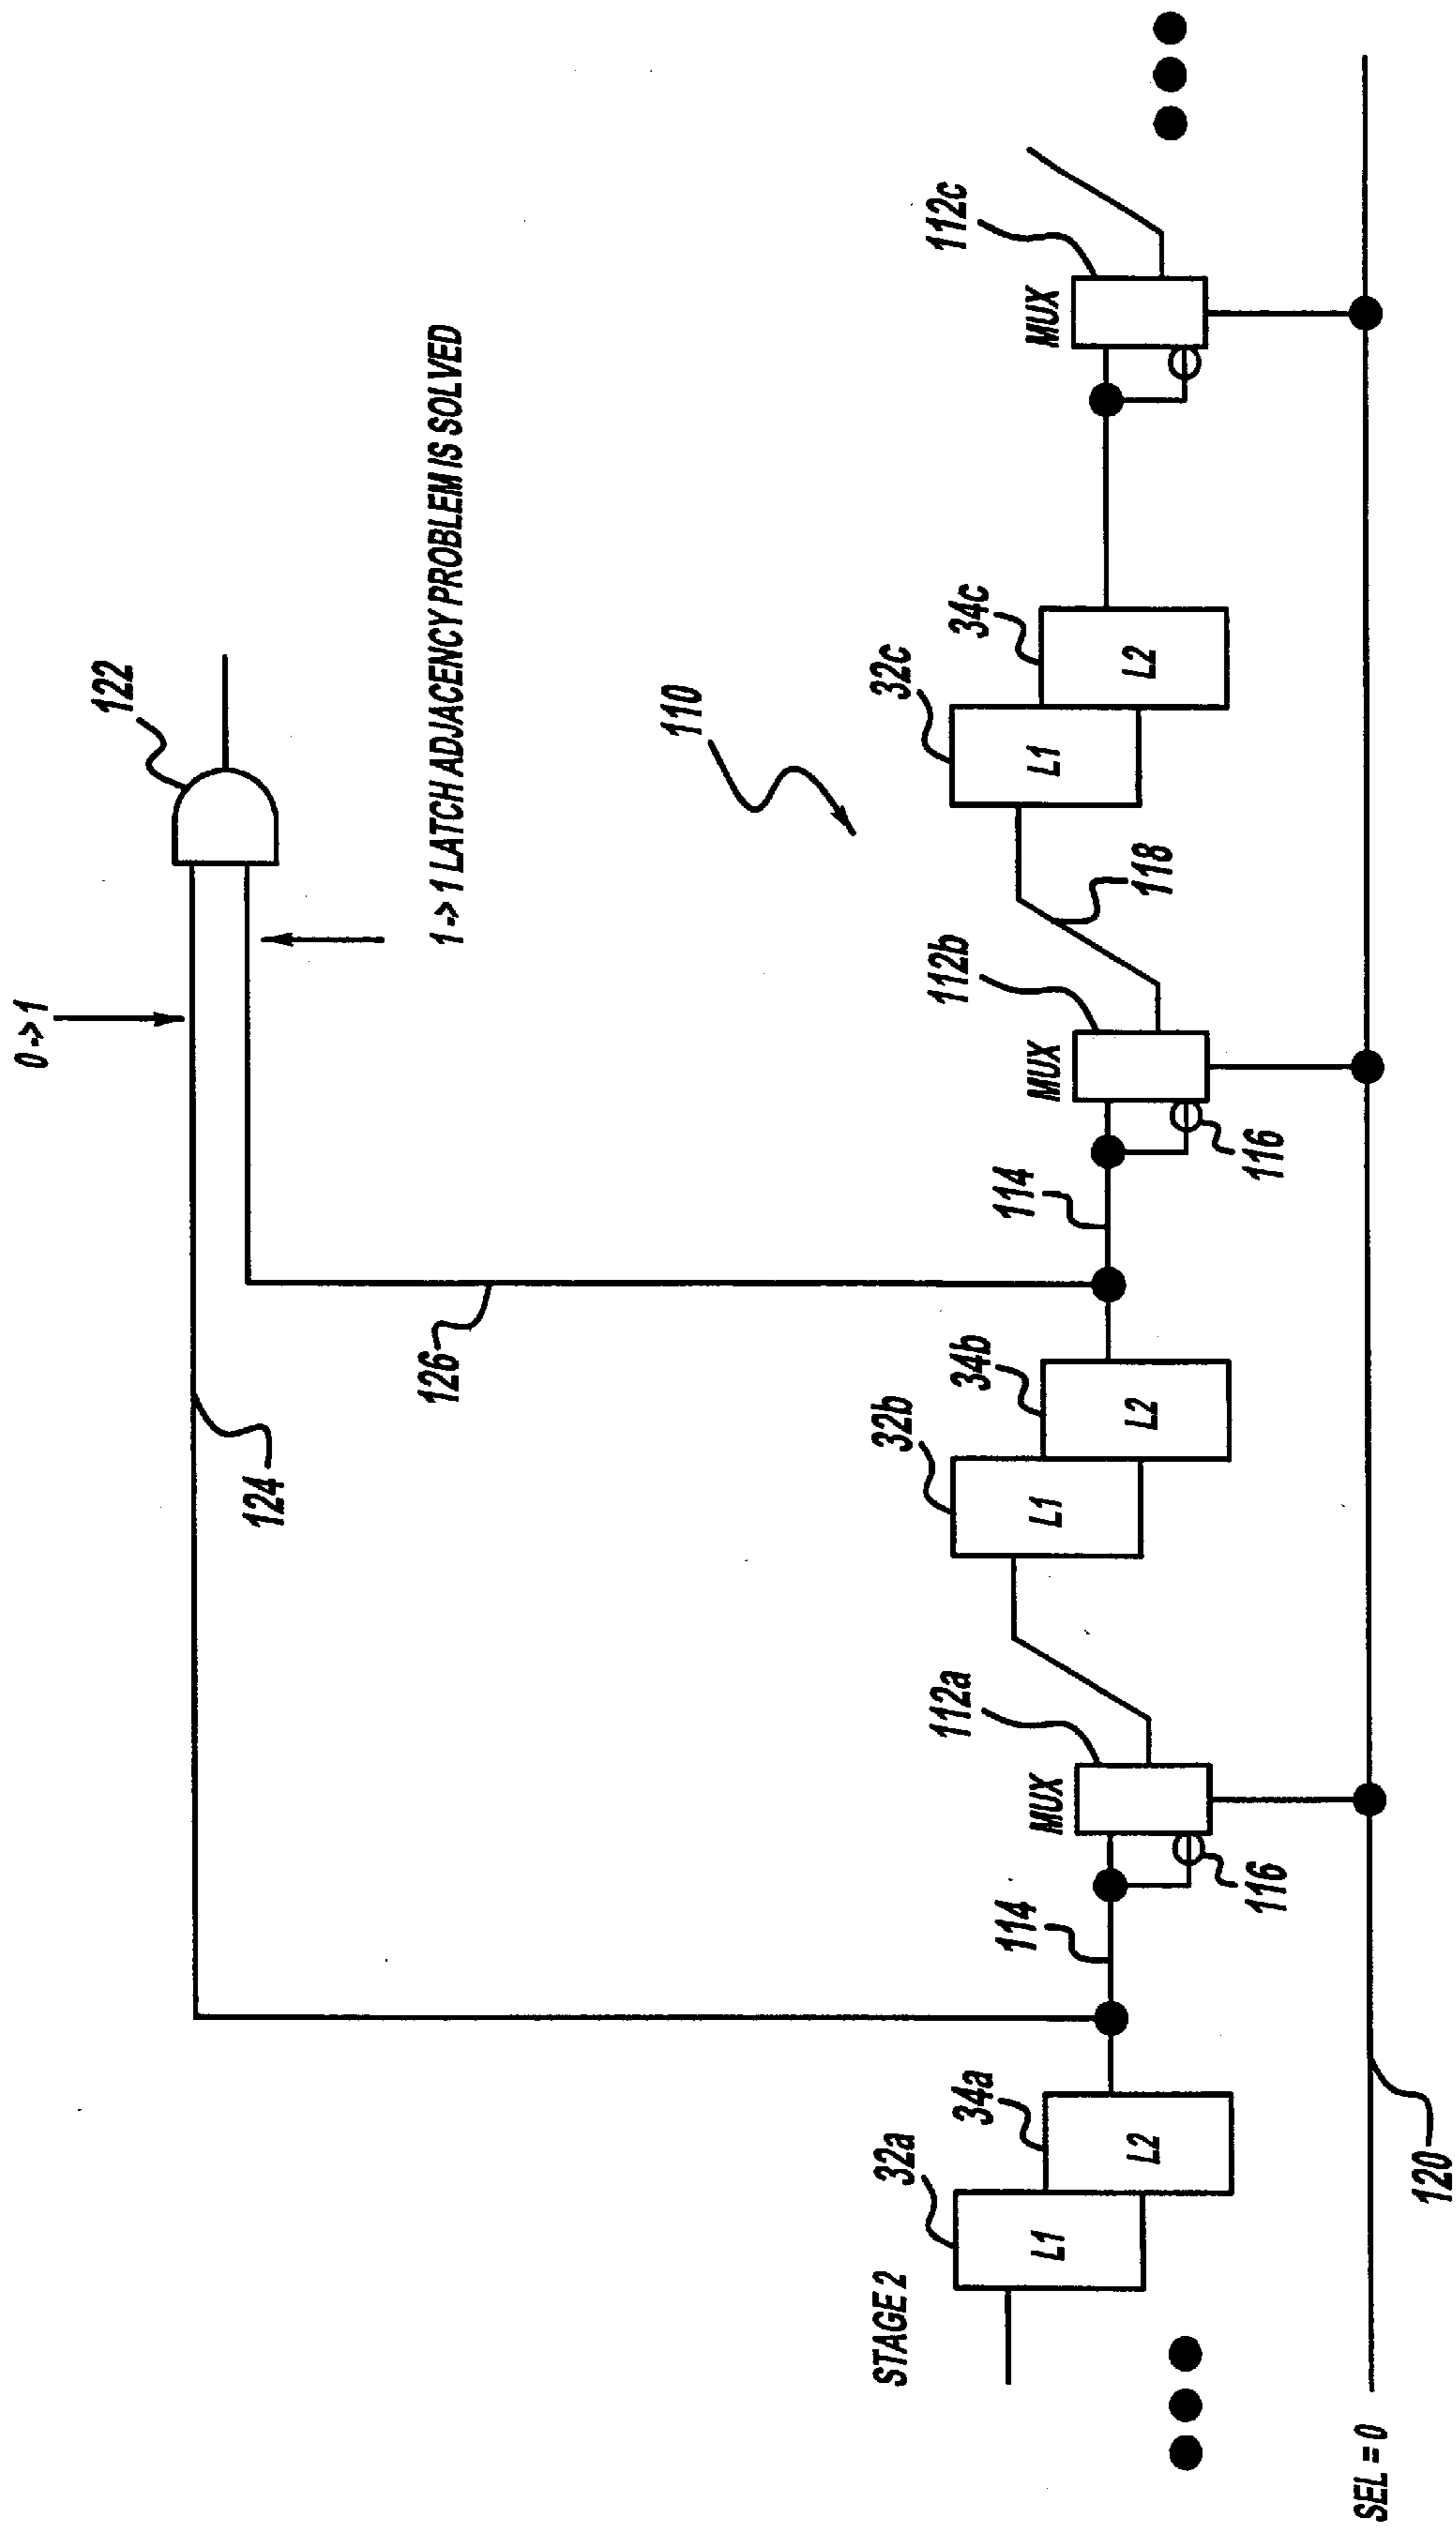 0->1
122
1->1 LATCH ADJACENCY PROBLEM IS SOLVED
124
126
110
STAGE 2
32a
34a
32b
34b
32c
34c
L1
L2
L1
L2
L1
L2
114
MUX
112a
114
MUX
112b
118
MUX
112c
116
116
SEL = 0
120